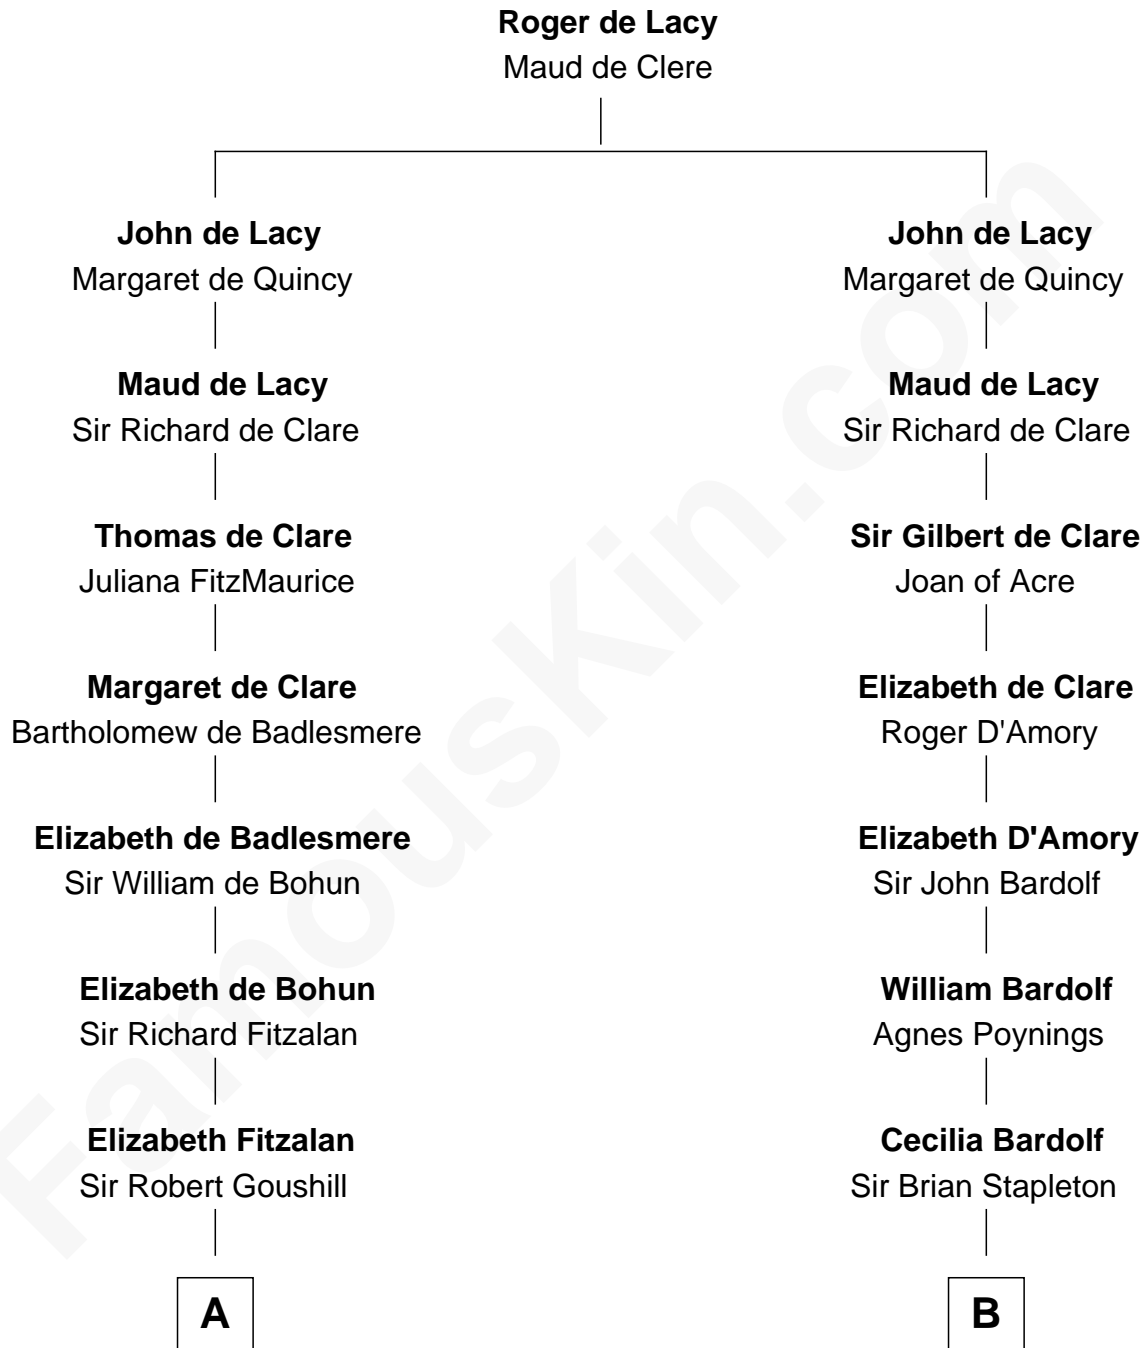 Roger de Lacy
Maud de Clere
John de Lacy
Margaret de Quincy
John de Lacy
Margaret de Quincy
Maud de Lacy
Sir Richard de Clare
Maud de Lacy
Sir Richard de Clare
Thomas de Clare
Juliana FitzMaurice
Sir Gilbert de Clare
Joan of Acre
Margaret de Clare
Bartholomew de Badlesmere
Elizabeth de Clare
Roger D'Amory
Elizabeth de Badlesmere
Sir William de Bohun
Elizabeth D'Amory
Sir John Bardolf
Elizabeth de Bohun
Sir Richard Fitzalan
William Bardolf
Agnes Poynings
Elizabeth Fitzalan
Sir Robert Goushill
Cecilia Bardolf
Sir Brian Stapleton
A
B
FamousKin.com